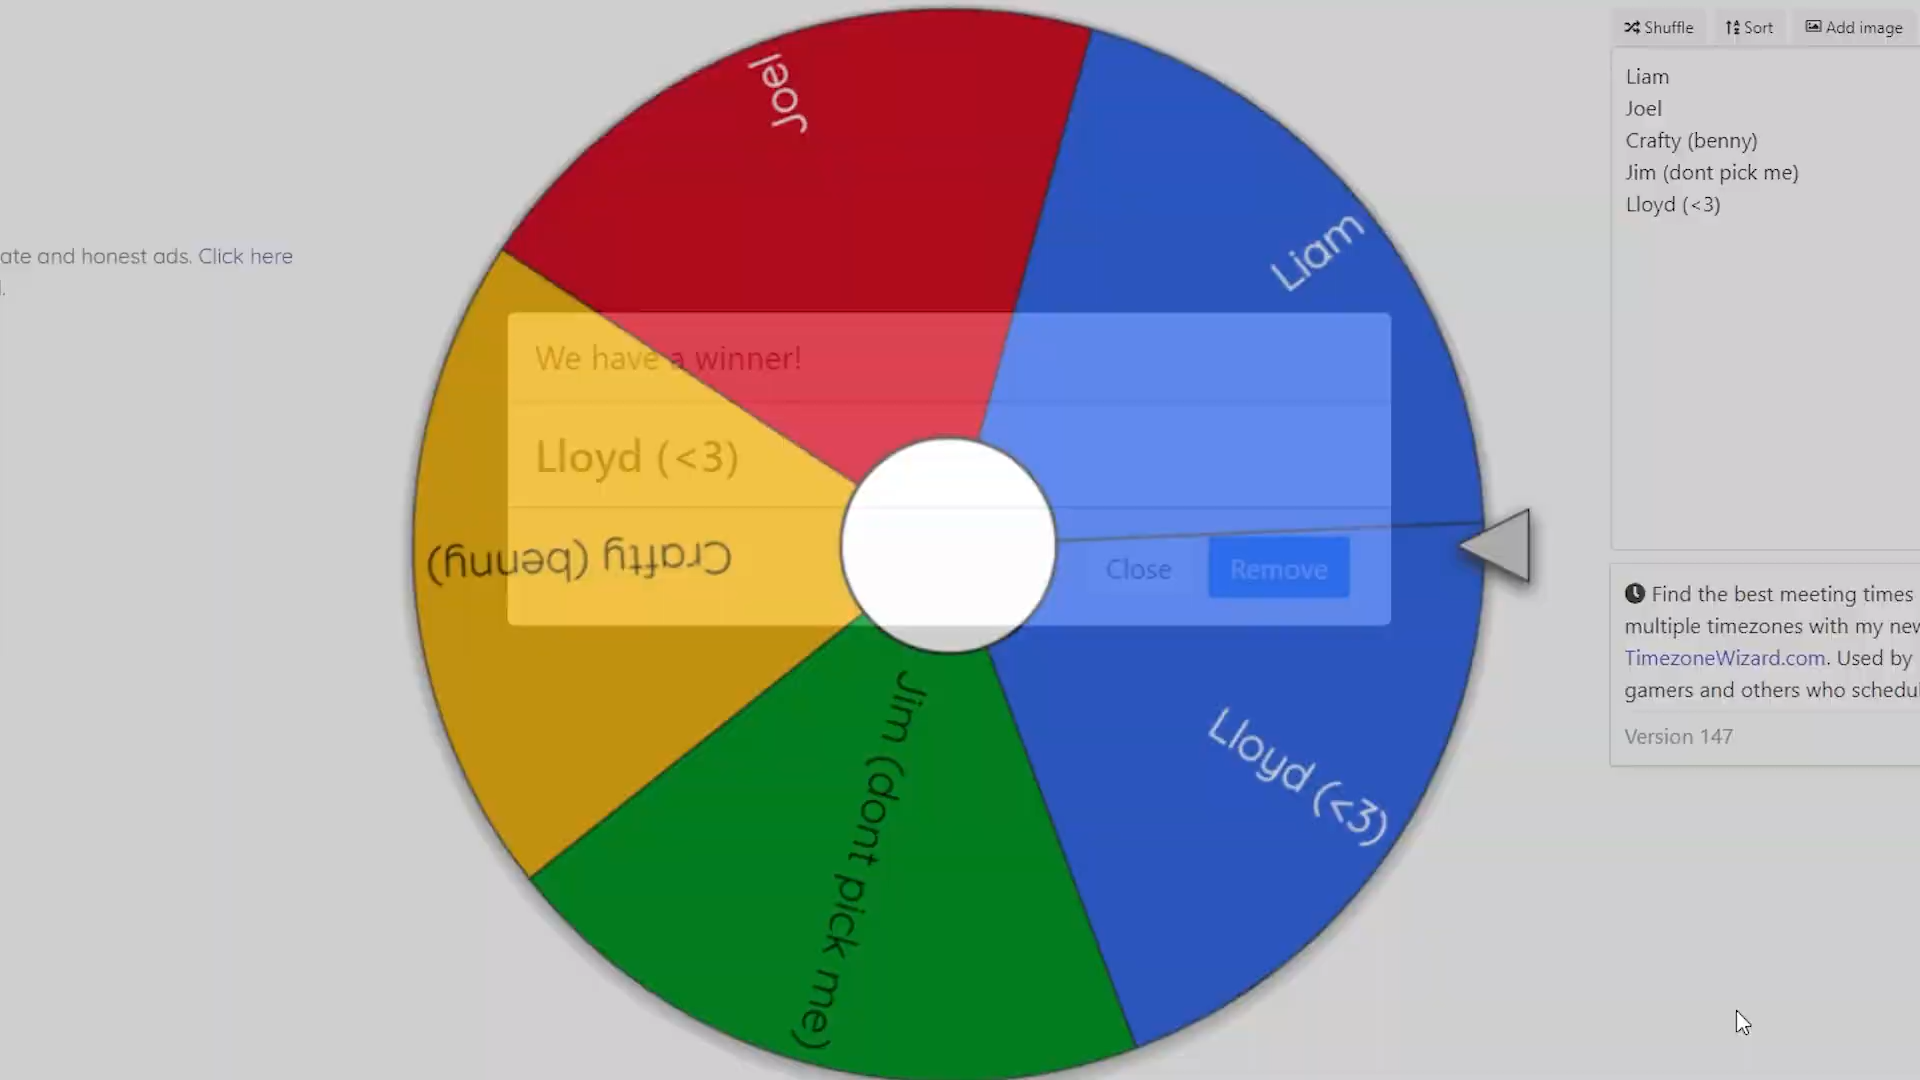 Shuffle
Sort
Add image
Liam
Joel
Crafty (benny)
Jim (dont pick me)
Lloyd (<3)
Joel
Liam
ate and honest ads. Click here
We have a winner!
Lloyd (<3)
Crafty (benny)
Close
Remove
Lloyd (<3)
Jim (dont pick me)
Find the best meeting times
multiple timezones with my new
TimezoneWizard.com. Used by
gamers and others who schedul
Version 147